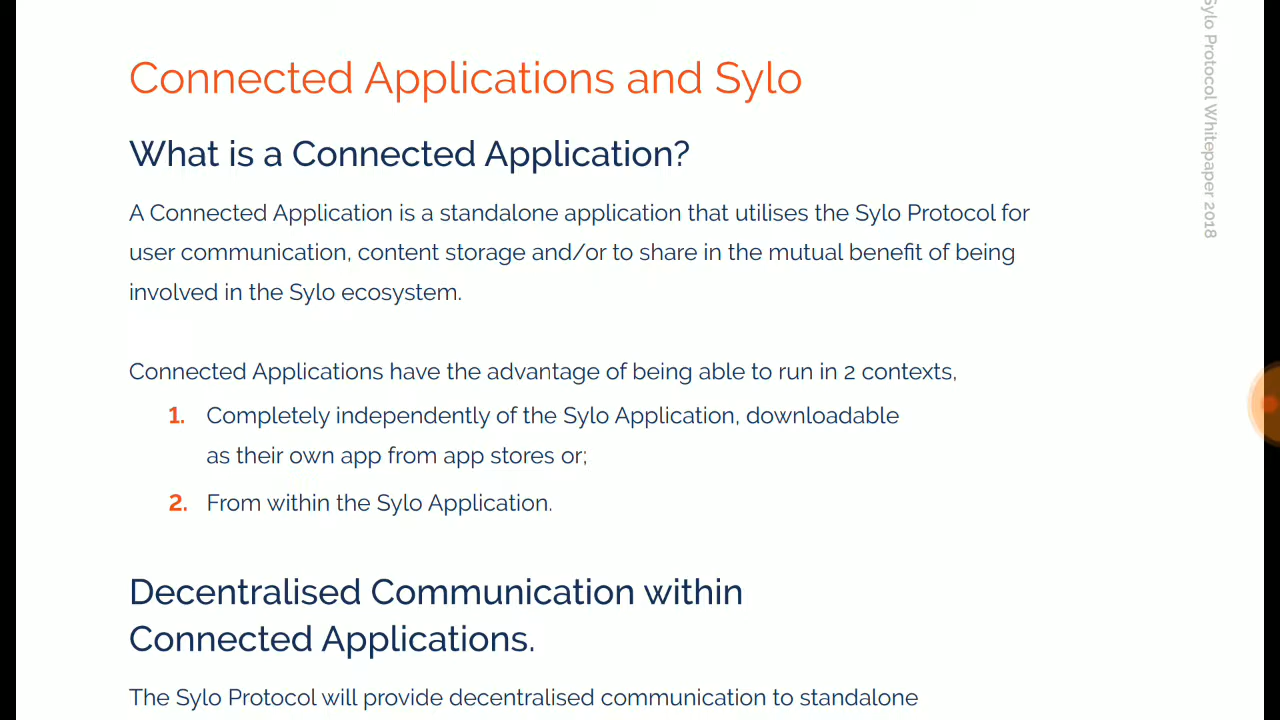 Connected Applications and Sylo
What is a Connected Application?
A Connected Application is a standalone application that utilises the Sylo Protocol for
user communication, content storage and/or to share in the mutual benefit of being
involved in the Sylo ecosystem.
Connected Applications have the advantage of being able to run in 2 contexts,
1. Completely independently of the Sylo Application, downloadable
as their own app from app stores or;
2. From within the Sylo Application.
Decentralised Communication within
Connected Applications.
The Sylo Protocol will provide decentralised communication to standalone
Sylo Protocol Whitepaper 2018